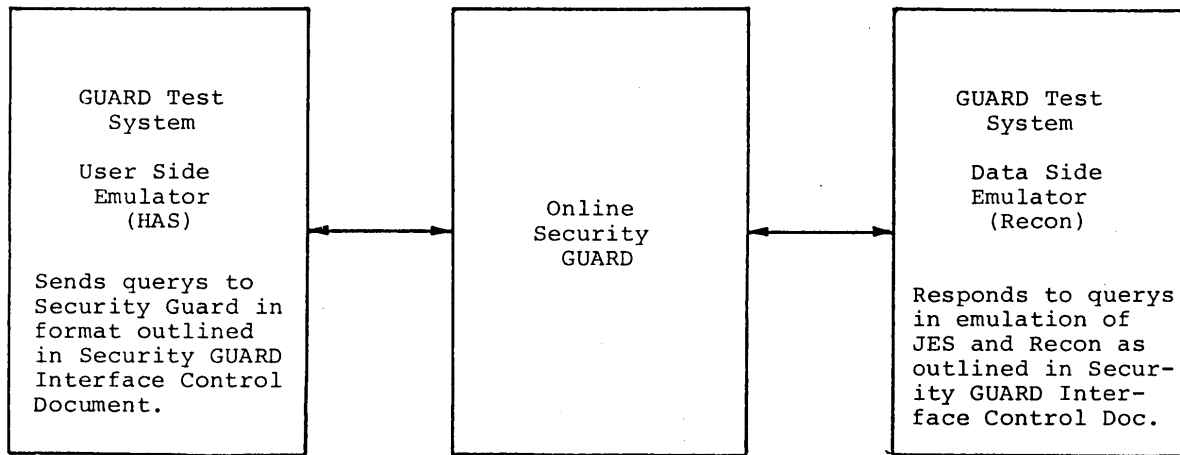 GUARD Test
System
User Side
Emulator
(HAS)
Sends querys to
Security Guard in
format outlined
in Security GUARD
Interface Control
Document.
Online
Security
GUARD
GUARD Test
System
Data Side
Emulator
(Recon)
Responds to querys
in emulation of
JES and Recon as
outlined in Secur-
ity GUARD Inter-
face Control Doc.